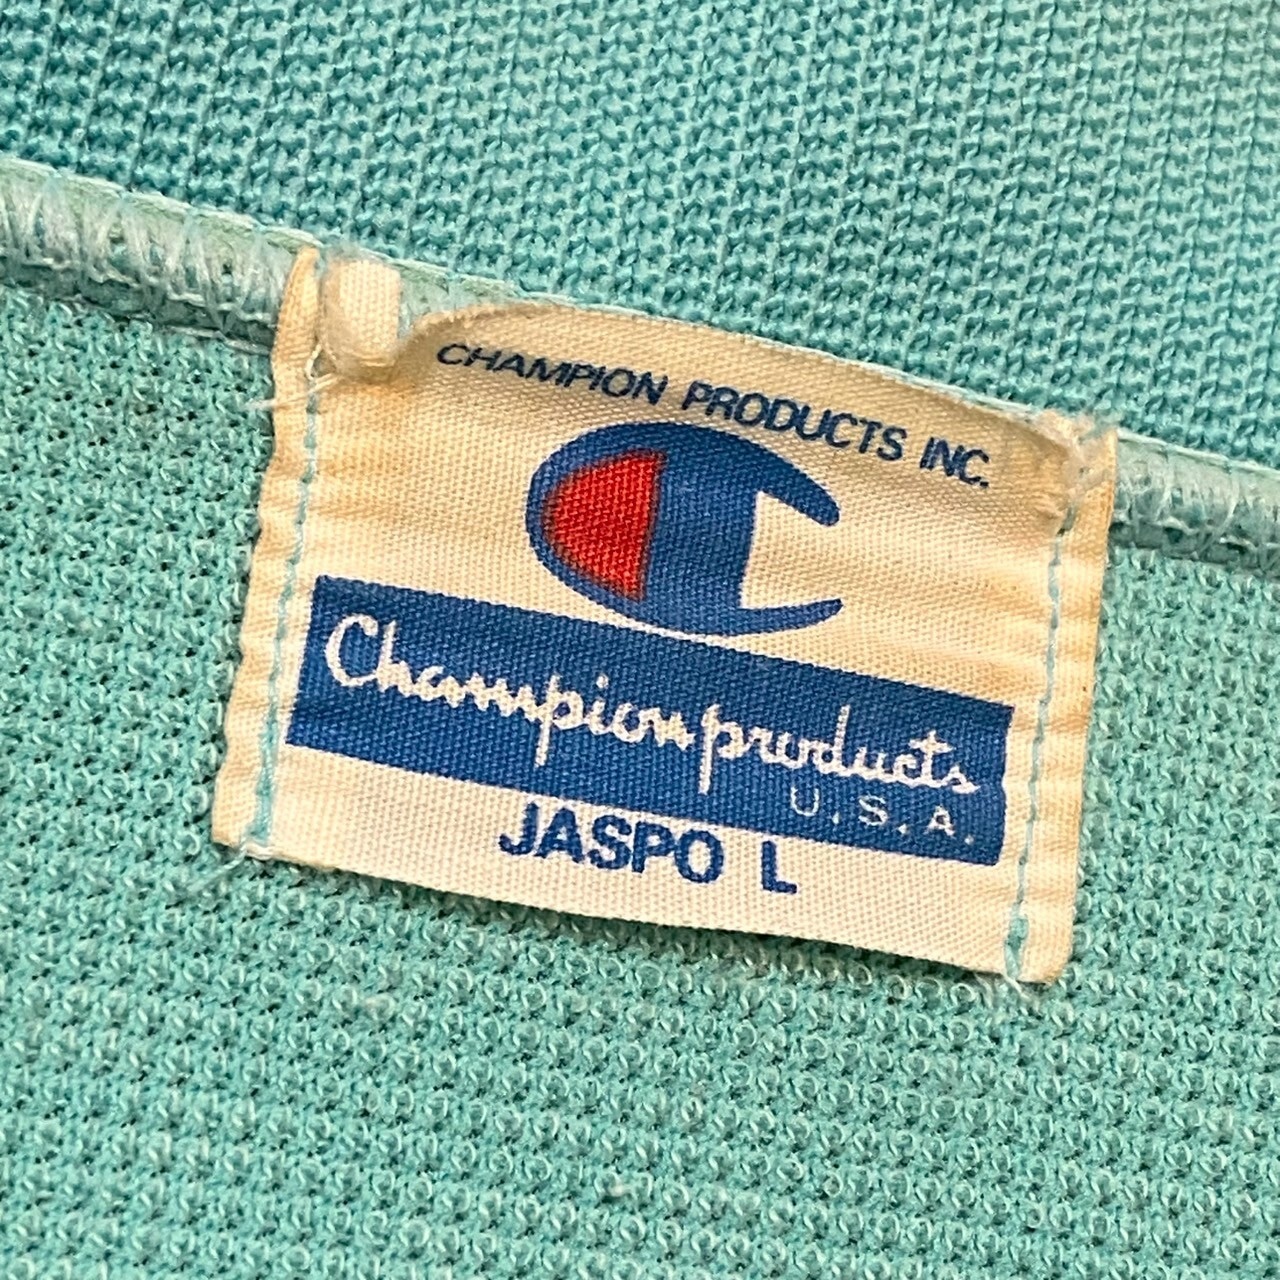 CHAMPION PRODUCTS INC.
Champion products
U.S.A.
JASPO L